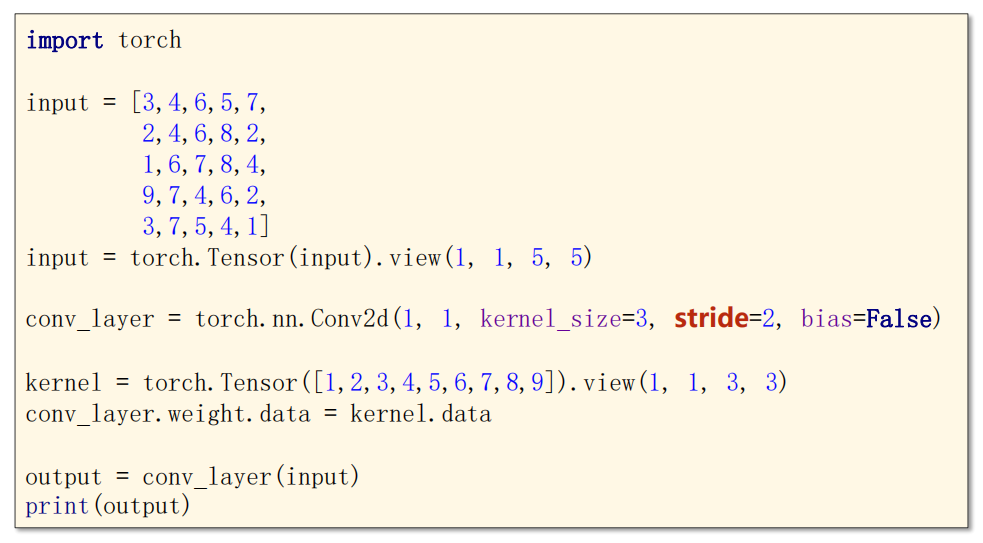 import torch
input = [3,4,6,5,7,
2,4,6,8,2,
1,6,7,8,4,
9,7,4,6,2,
3,7,5,4,1]
input = torch.Tensor(input).view(1, 1, 5, 5)
conv_layer = torch.nn.Conv2d(1, 1, kernel_size=3, stride=2, bias=False)
kernel = torch.Tensor([1,2,3,4,5,6,7,8,9]).view(1, 1, 3, 3)
conv_layer.weight.data = kernel.data
output = conv_layer(input)
print(output)